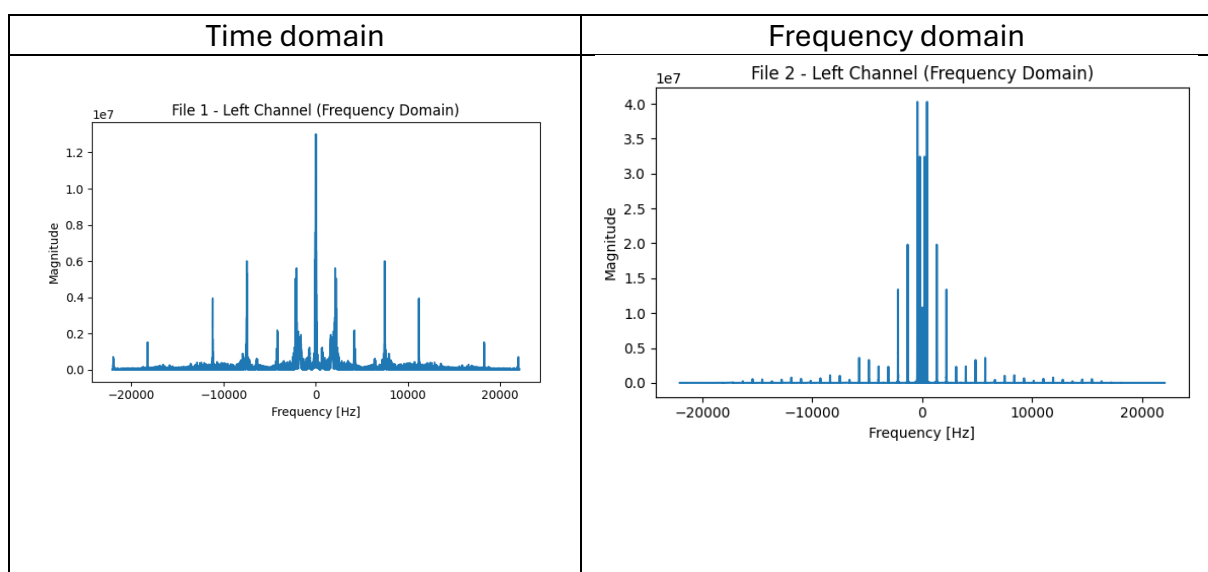 Time domain
Frequency domain
File 1 - Left Channel (Frequency Domain)
1e7
1.2
1.0
0.8
0.6
0.4
0.2
0.0
Magnitude
−20000 −10000 0 10000 20000
Frequency [Hz]
File 2 - Left Channel (Frequency Domain)
1e7
4.0
3.5
3.0
2.5
2.0
1.5
1.0
0.5
0.0
Magnitude
−20000 −10000 0 10000 20000
Frequency [Hz]